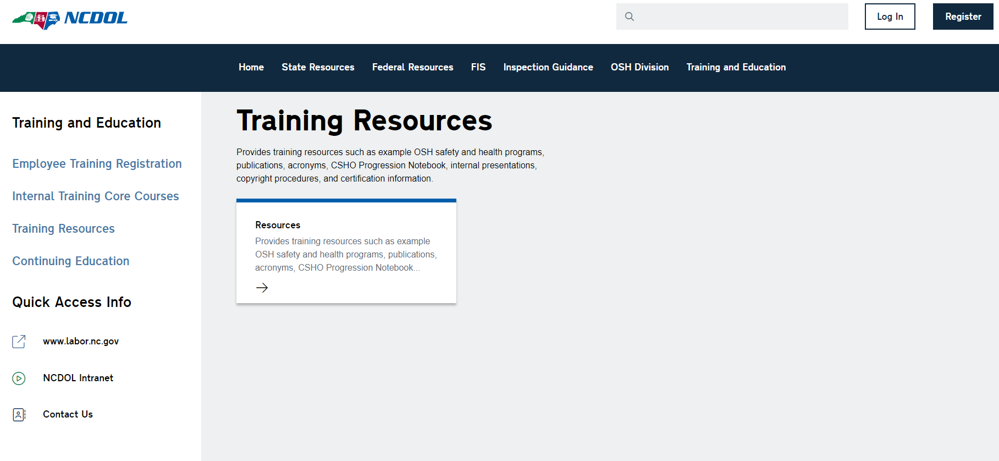 NCDOL
Log In
Register
Home State Resources Federal Resources FIS Inspection Guidance OSH Division Training and Education
Training and Education
Employee Training Registration
Internal Training Core Courses
Training Resources
Continuing Education
Quick Access Info
www.labor.nc.gov
NCDOL Intranet
Contact Us
Training Resources
Provides training resources such as example OSH safety and health programs,
publications, acronyms, CSHO Progression Notebook, internal presentations,
copyright procedures, and certification information.
Resources
Provides training resources such as example
OSH safety and health programs, publications,
acronyms, CSHO Progression Notebook...